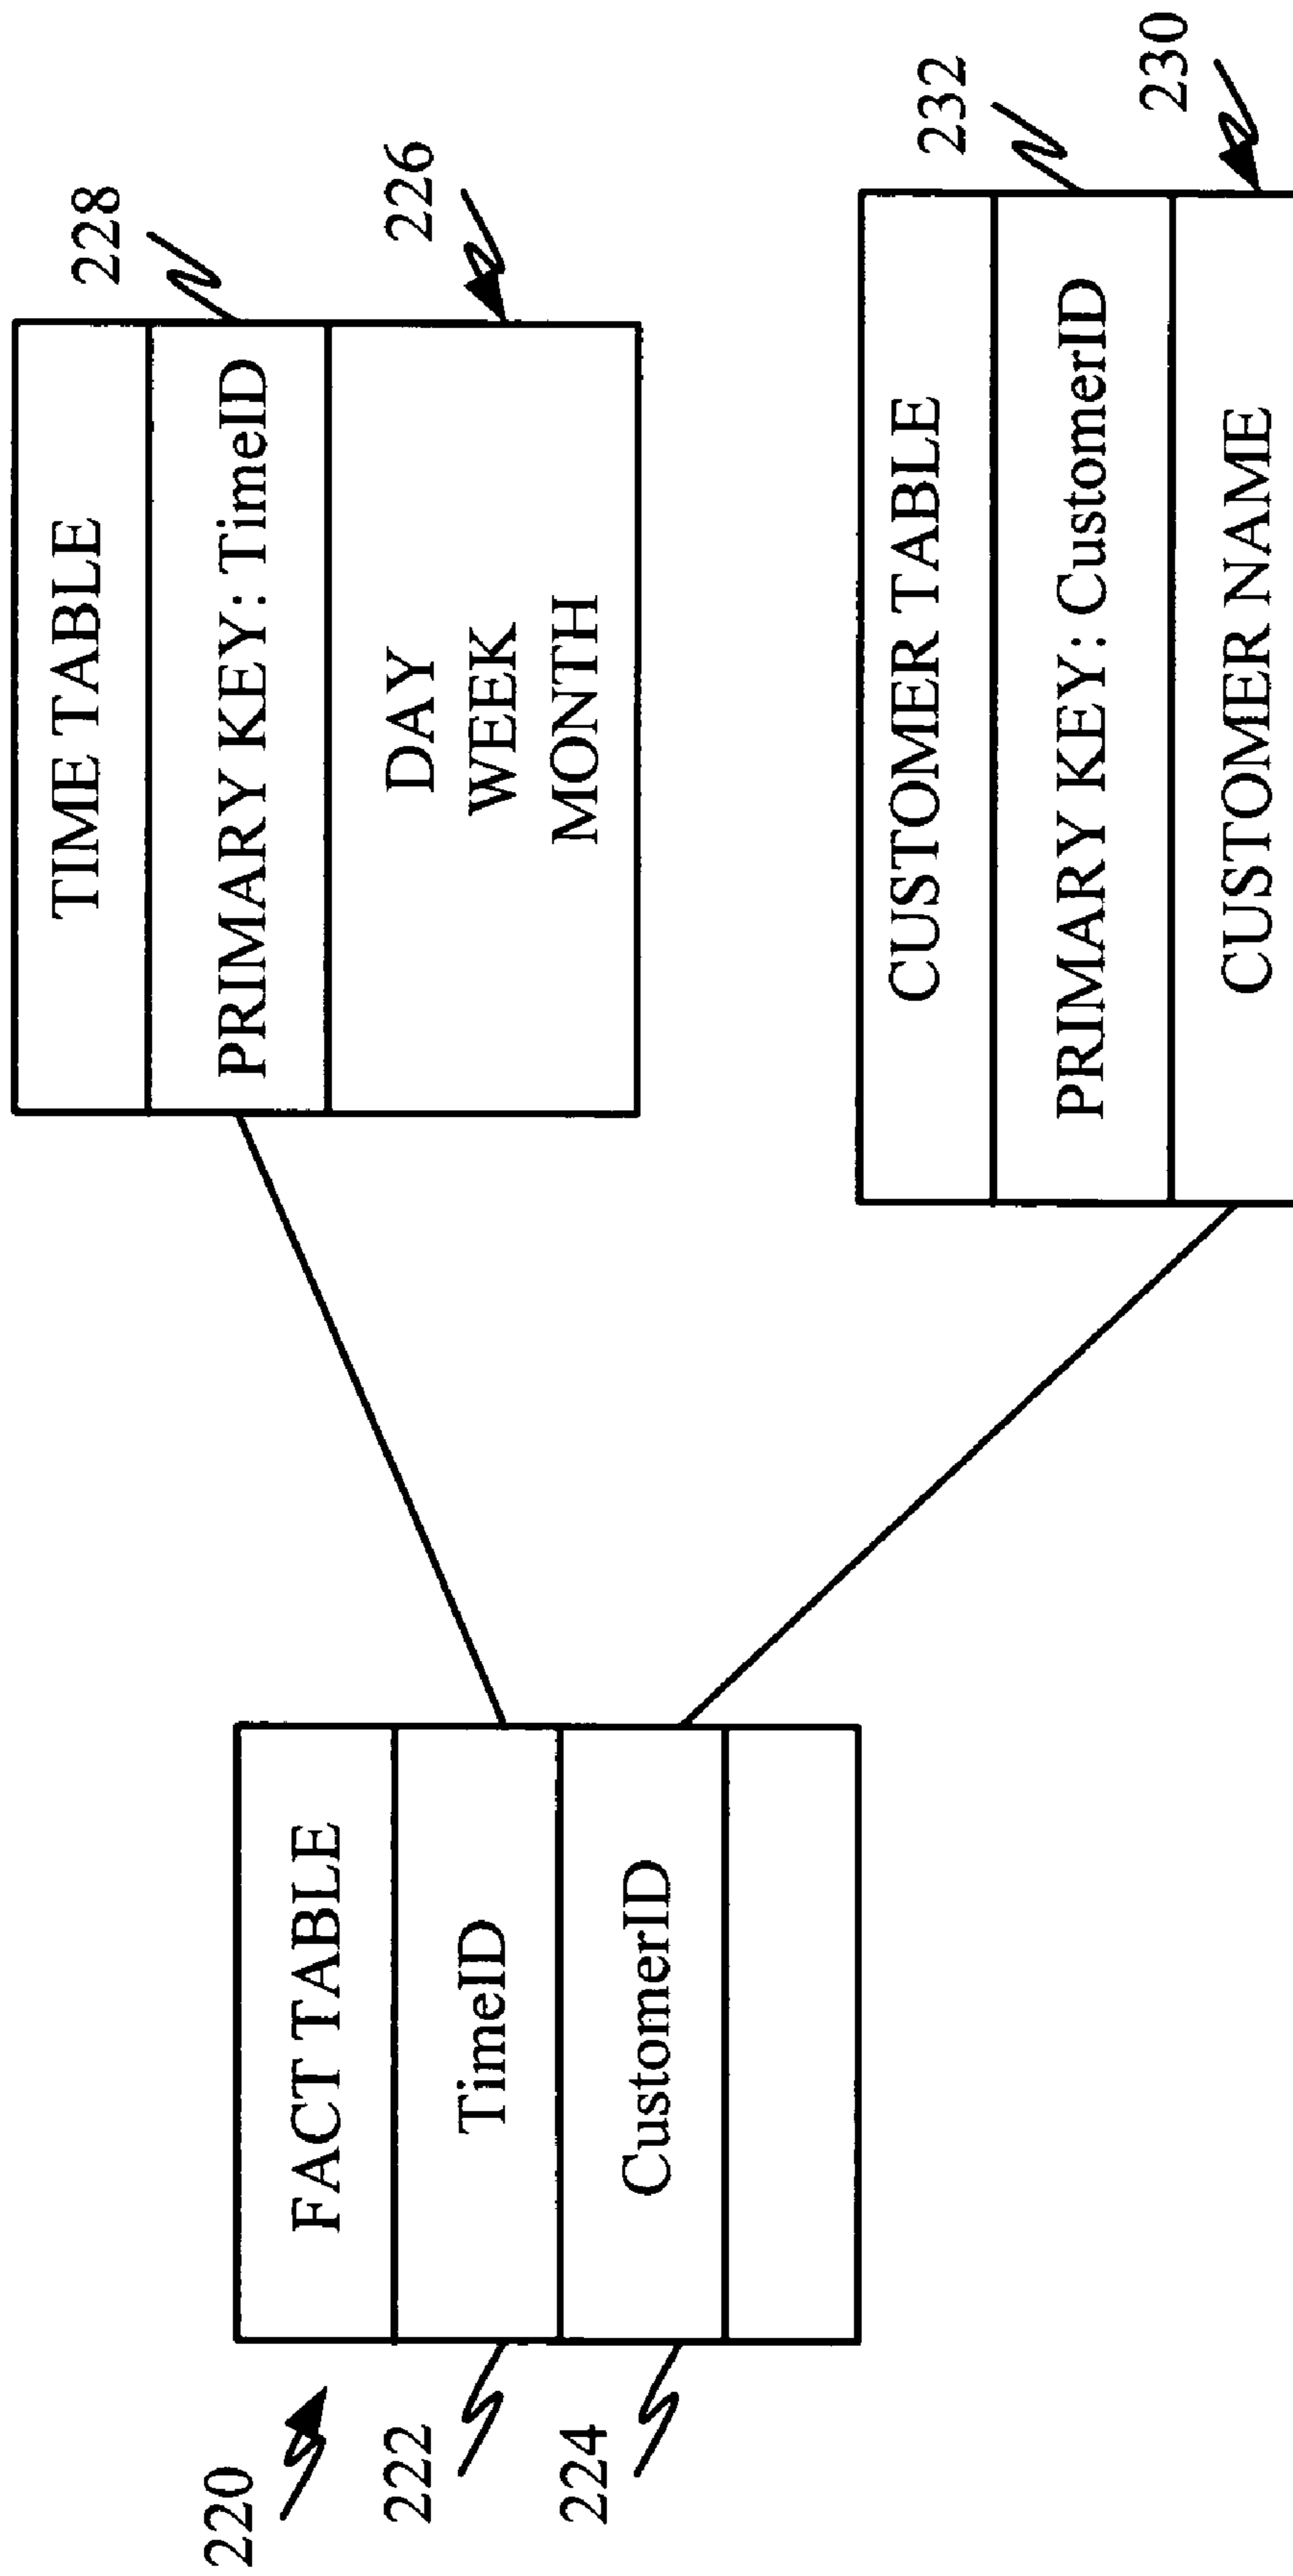 220
FACT TABLE
222
TimeID
224
CustomerID
TIME TABLE
228
PRIMARY KEY: TimeID
226
DAY
WEEK
MONTH
CUSTOMER TABLE
232
PRIMARY KEY: CustomerID
230
CUSTOMER NAME